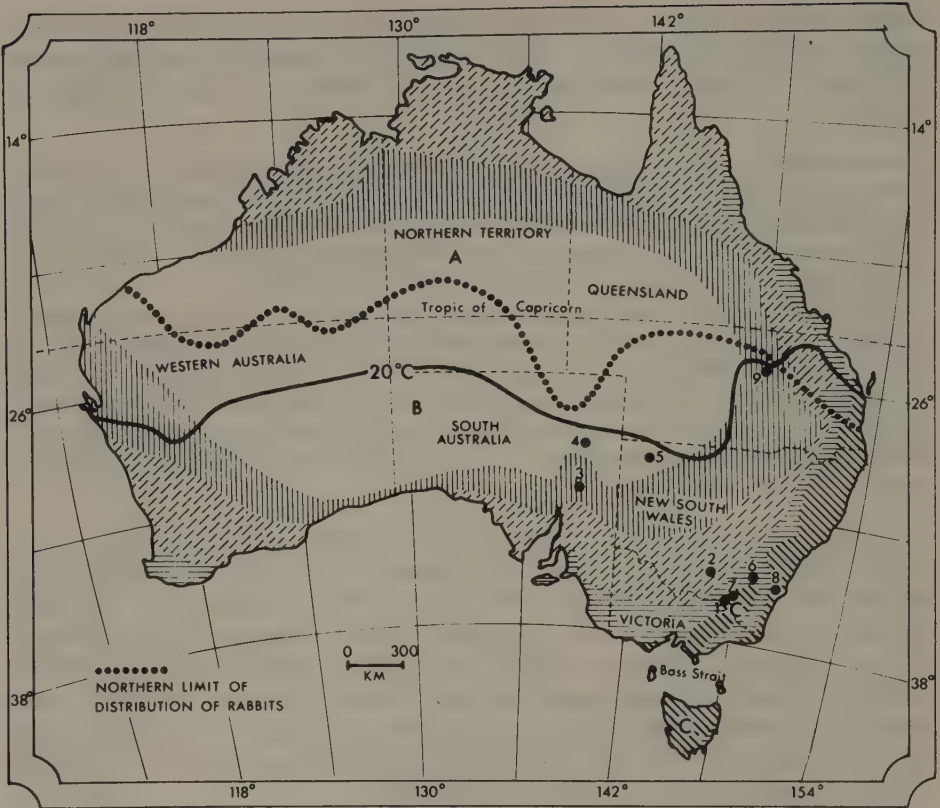 118°
130°
142°
14°
14°
NORTHERN TERRITORY
A
QUEENSLAND
Tropic of Capricorn
WESTERN AUSTRALIA
20°C
9
26°
26°
B
SOUTH
AUSTRALIA
4
5
3
NEW SOUTH
WALES
2
6
7
8
1
C
VICTORIA
0 300
KM
Bass Strait
NORTHERN LIMIT OF
DISTRIBUTION OF RABBITS
38°
38°
C
118°
130°
142°
154°